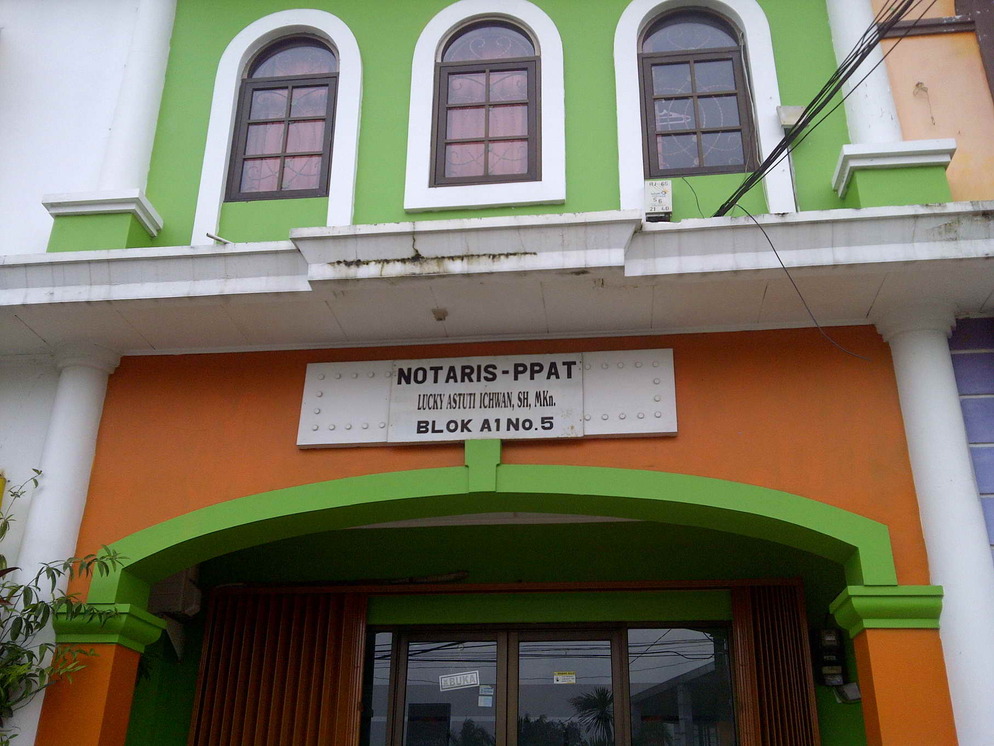 NOTARIS-PPAT
LUCKY ASTUTI ICHWAN, SH, MKn.
BLOK A1 No. 5
BUKA